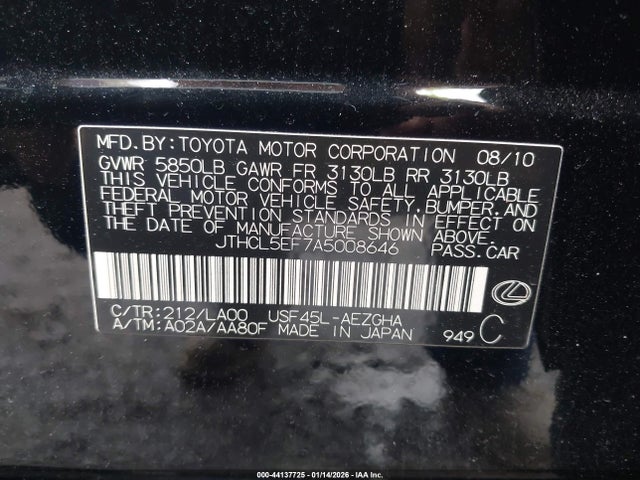 MFD.BY:TOYOTA MOTOR CORPORATION 08/10
GVWR 5850LB GAWR FR 3130LB RR 3130LB
THIS VEHICLE CONFORMS TO ALL APPLICABLE
FEDERAL MOTOR VEHICLE SAFETY,BUMPER,AND
THEFT PREVENTION STANDARDS IN EFFECT ON
THE DATE OF MANUFACTURE SHOWN ABOVE.
JTHCL5EF7A5008646 PASS.CAR
C/TR:212/LA00 USF45L-AEZGHA
A/TM:A02A/AA80F MADE IN JAPAN 949 C
000-44137725 - 01/14/2026 - IAA Inc.